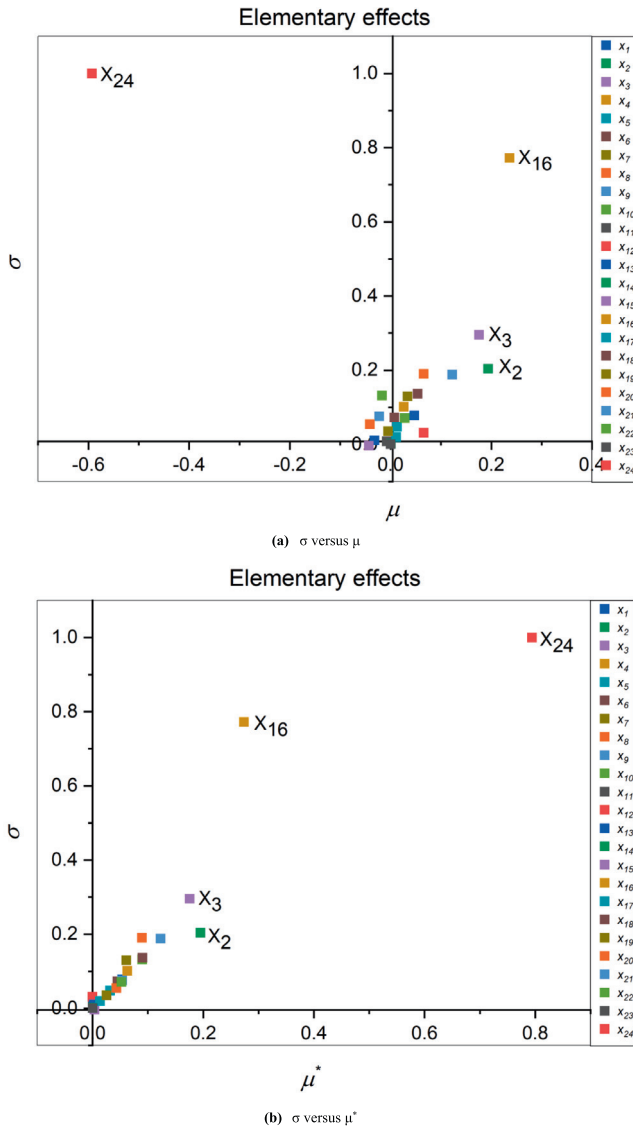 Elementary effects
X24
X16
X3
X2
σ
1.0
0.8
0.6
0.4
0.2
0.0
-0.6
-0.4
-0.2
0.0
0.2
0.4
μ
x1
x2
x3
x4
x5
x6
x7
x8
x9
x10
x11
x12
x13
x14
x15
x16
x17
x18
x19
x20
x21
x22
x23
x24
(a) σ versus μ
Elementary effects
X24
X16
X3
X2
σ
1.0
0.8
0.6
0.4
0.2
0.0
0.0
0.2
0.4
0.6
0.8
μ*
x1
x2
x3
x4
x5
x6
x7
x8
x9
x10
x11
x12
x13
x14
x15
x16
x17
x18
x19
x20
x21
x22
x23
x24
(b) σ versus μ*